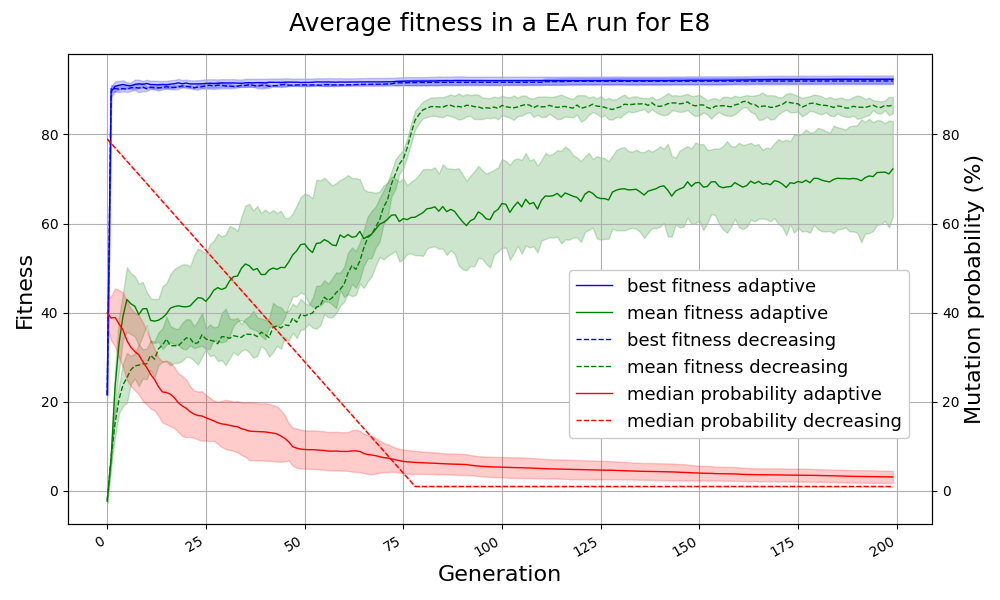 Average fitness in a EA run for E8
Fitness
Mutation probability (%)
80
60
40
20
0
80
60
40
20
0
best fitness adaptive
mean fitness adaptive
best fitness decreasing
mean fitness decreasing
median probability adaptive
median probability decreasing
0 25 50 75 100 125 150 175 200
Generation